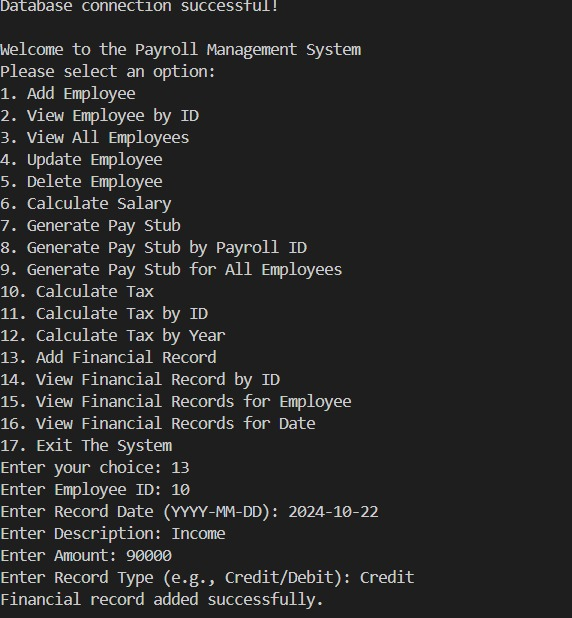 Database connection successful!
Welcome to the Payroll Management System
Please select an option:
1. Add Employee
2. View Employee by ID
3. View All Employees
4. Update Employee
5. Delete Employee
6. Calculate Salary
7. Generate Pay Stub
8. Generate Pay Stub by Payroll ID
9. Generate Pay Stub for All Employees
10. Calculate Tax
11. Calculate Tax by ID
12. Calculate Tax by Year
13. Add Financial Record
14. View Financial Record by ID
15. View Financial Records for Employee
16. View Financial Records for Date
17. Exit The System
Enter your choice: 13
Enter Employee ID: 10
Enter Record Date (YYYY-MM-DD): 2024-10-22
Enter Description: Income
Enter Amount: 90000
Enter Record Type (e.g., Credit/Debit): Credit
Financial record added successfully.